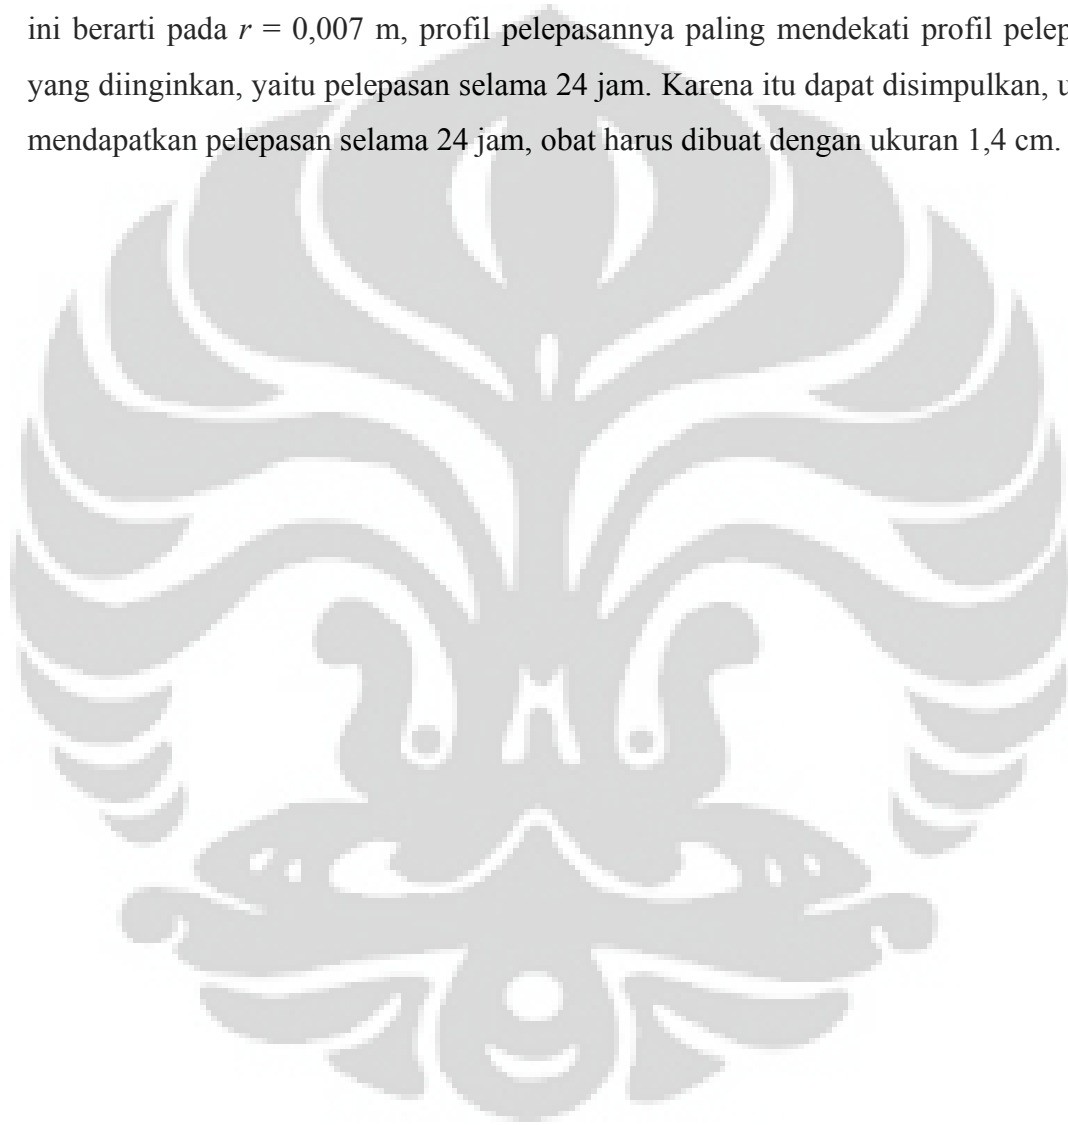 ini berarti pada r = 0,007 m, profil pelepasannya paling mendekati profil pelep
yang diinginkan, yaitu pelepasan selama 24 jam. Karena itu dapat disimpulkan, u
mendapatkan pelepasan selama 24 jam, obat harus dibuat dengan ukuran 1,4 cm.